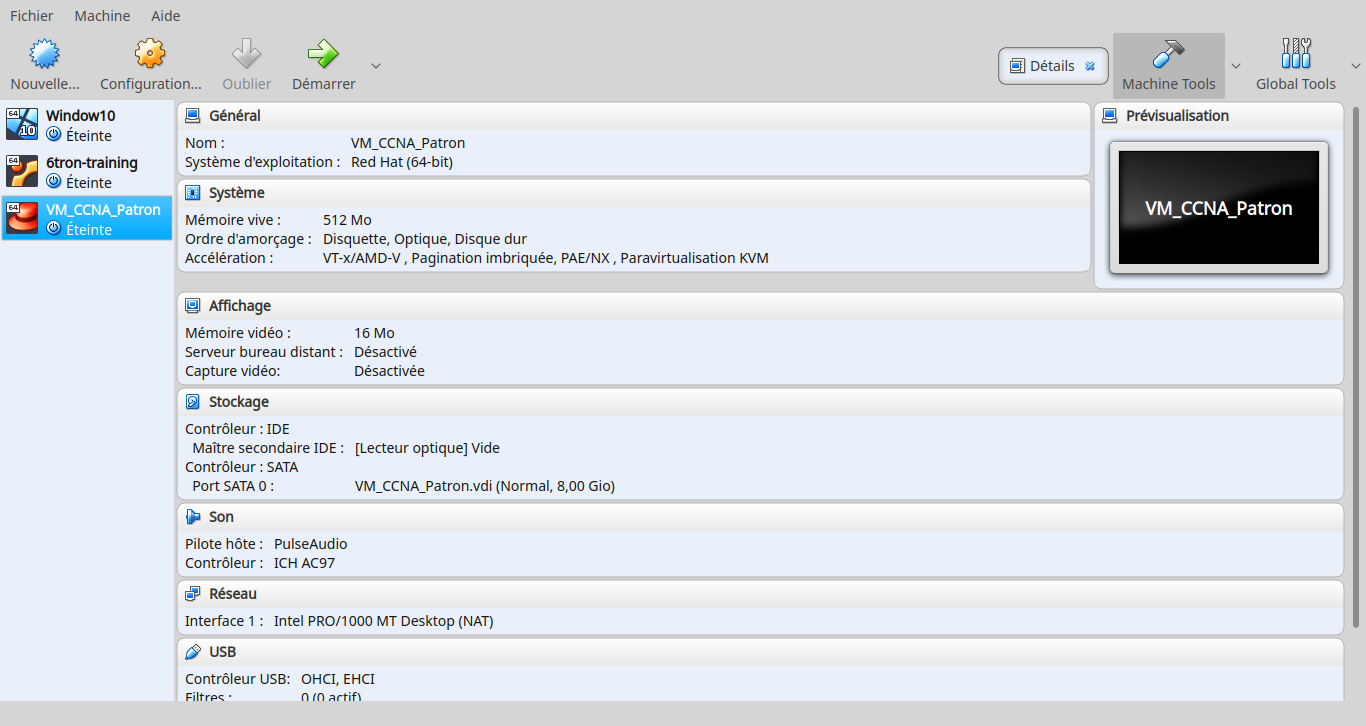 Fichier Machine Aide
Nouvelle... Configuration... Oublier Démarrer Détails Machine Tools Global Tools
64 10 Window10
Éteinte
64 6tron-training
Éteinte
64 VM_CCNA_Patron
Éteinte
Général
Nom : VM_CCNA_Patron
Système d'exploitation : Red Hat (64-bit)
Système
Mémoire vive : 512 Mo
Ordre d'amorçage : Disquette, Optique, Disque dur
Accélération : VT-x/AMD-V , Pagination imbriquée, PAE/NX , Paravirtualisation KVM
Prévisualisation
VM_CCNA_Patron
Affichage
Mémoire vidéo : 16 Mo
Serveur bureau distant : Désactivé
Capture vidéo: Désactivée
Stockage
Contrôleur : IDE
Maître secondaire IDE : [Lecteur optique] Vide
Contrôleur : SATA
Port SATA 0 : VM_CCNA_Patron.vdi (Normal, 8,00 Gio)
Son
Pilote hôte : PulseAudio
Contrôleur : ICH AC97
Réseau
Interface 1 : Intel PRO/1000 MT Desktop (NAT)
USB
Contrôleur USB: OHCI, EHCI
Filtres : 0 (0 actif)